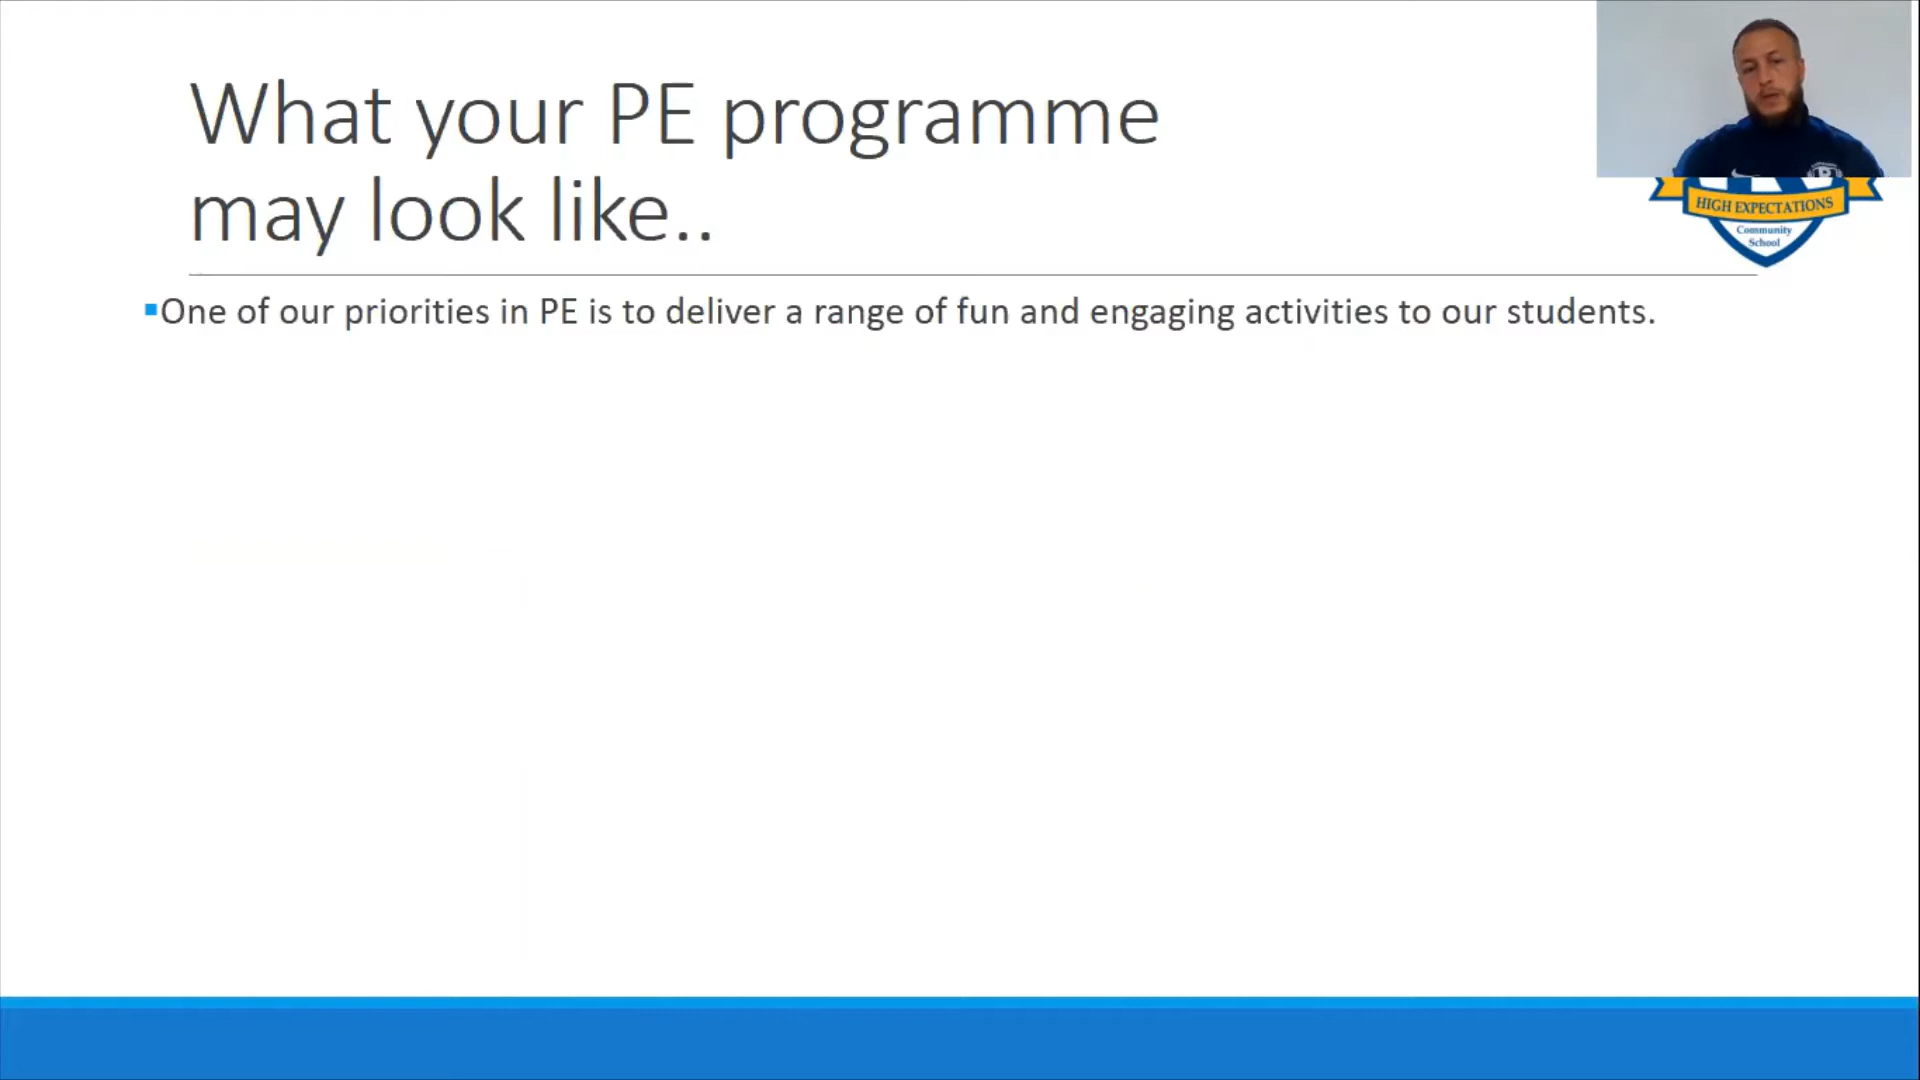 What your PE programme
may look like..
▪One of our priorities in PE is to deliver a range of fun and engaging activities to our students.
HIGH EXPECTATIONS
Community
School